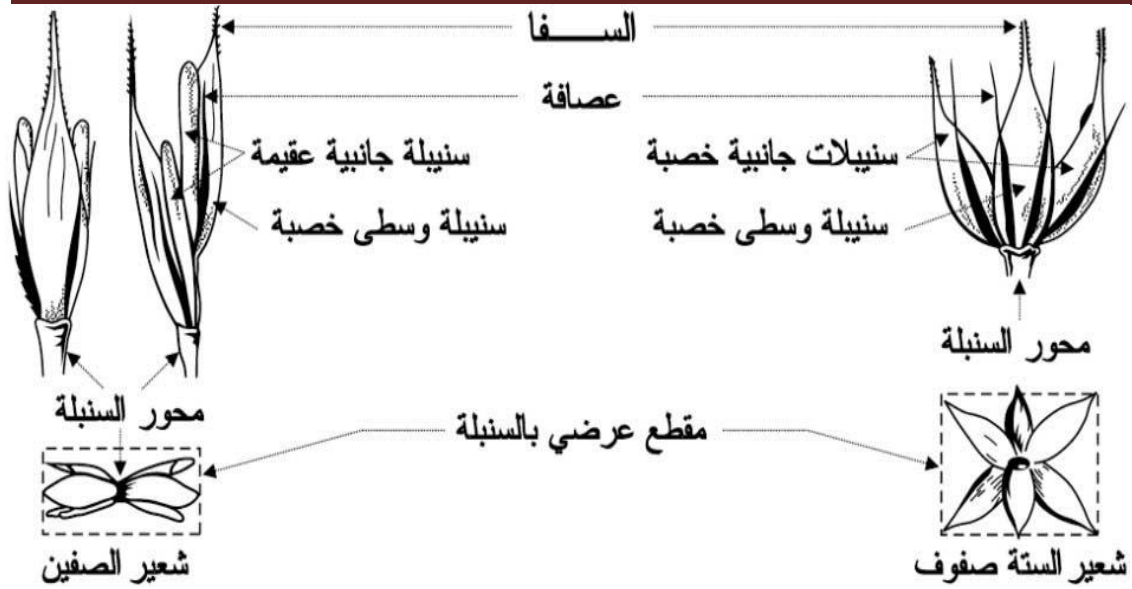 الســـــفا
عصافة
سنيبلات جانبية خصبة
سنيبلة جانبية عقيمة
سنيبلة وسطى خصبة
سنيبلة وسطى خصبة
محور السنبلة
محور السنبلة
مقطع عرضي بالسنبلة
شعير الستة صفوف
شعير الصفين